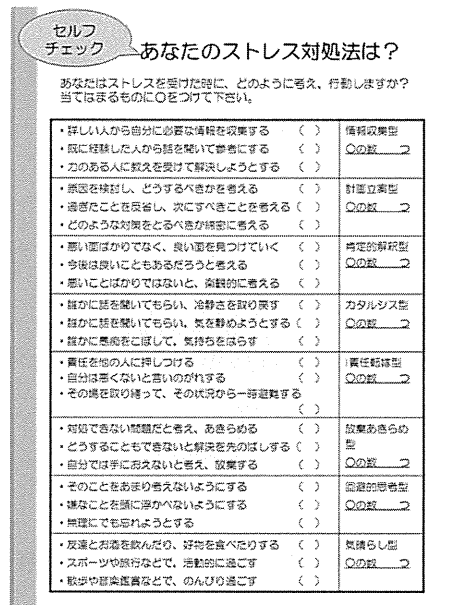 セルフ
チェック
あなたのストレス対処法は？
あなたはストレスを受けた時に、どのように考え、行動しますか？
当てはまるものに○をつけて下さい。
・詳しい人から自分に必要な情報を収集する （ ） 情報収集型
・既に経験した人から話を聞いて参考にする （ ） ○の数 つ
・力のある人に教えを受けて解決しようとする （ ）
・原因を検討し、どうするべきかを考える （ ） 計画立案型
・過ぎたことを反省し、次にすべきことを考える （ ） ○の数 つ
・どのような対策をとるべきか綿密に考える （ ）
・悪い面ばかりでなく、良い面を見つけていく （ ） 肯定的解釈型
・今後は良いこともあるだろうと考える （ ） ○の数 つ
・悪いことばかりではないと、楽観的に考える （ ）
・誰かに話を聞いてもらい、冷静さを取り戻す （ ） カタルシス型
・誰かに話を聞いてもらい、気を静めようとする （ ） ○の数 つ
・誰かに愚痴をこぼして、気持ちをはらす （ ）
・責任を他の人に押しつける （ ） 責任転嫁型
・自分は悪くないと言いのがれする （ ） ○の数 つ
・その場を取り繕って、その状況から一時避難する
（ ）
・対処できない問題だと考え、あきらめる （ ） 放棄あきらめ
・どうすることもできないと解決を先のばしする （ ） 型
・自分では手におえないと考え、放棄する （ ） ○の数 つ
・そのことをあまり考えないようにする （ ） 回避的思考型
・嫌なことを頭に浮かべないようにする （ ） ○の数 つ
・無理にでも忘れようとする （ ）
・友達とお酒を飲んだり、好物を食べたりする （ ） 気晴らし型
・スポーツや旅行などで、活動的に過ごす （ ） ○の数 つ
・散歩や音楽鑑賞などで、のんびり過ごす （ ）